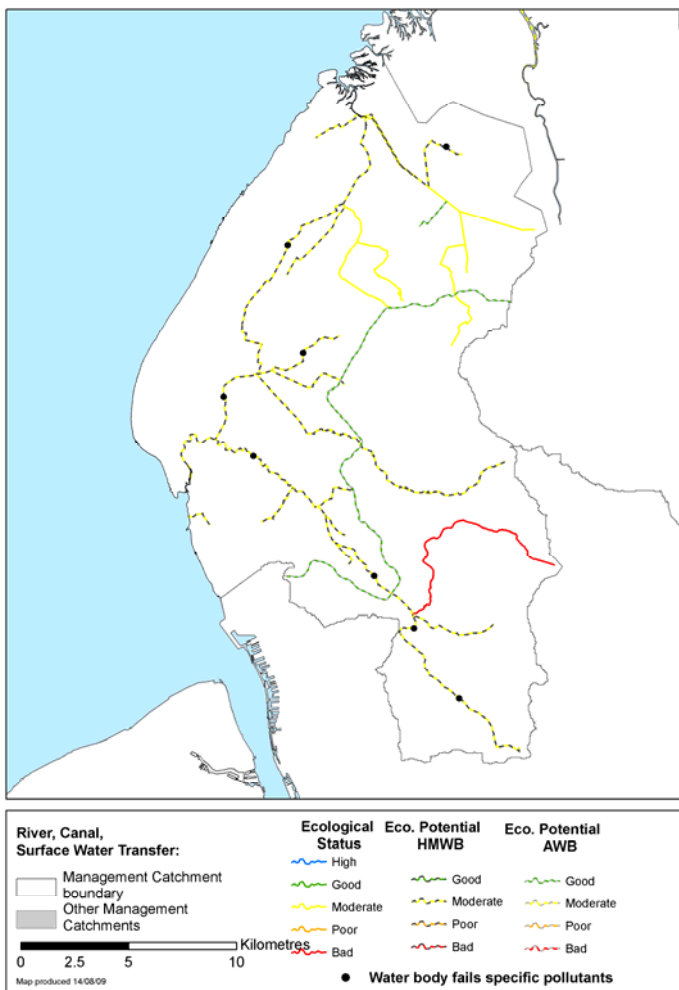 River, Canal,
Surface Water Transfer:
Management Catchment
boundary
Other Management
Catchments
Kilometres
0 2.5 5 10
Map produced 14/08/09
Ecological
Status
High
Good
Moderate
Poor
Bad
Eco. Potential
HMWB
Good
Moderate
Poor
Bad
Eco. Potential
AWB
Good
Moderate
Poor
Bad
Water body fails specific pollutants